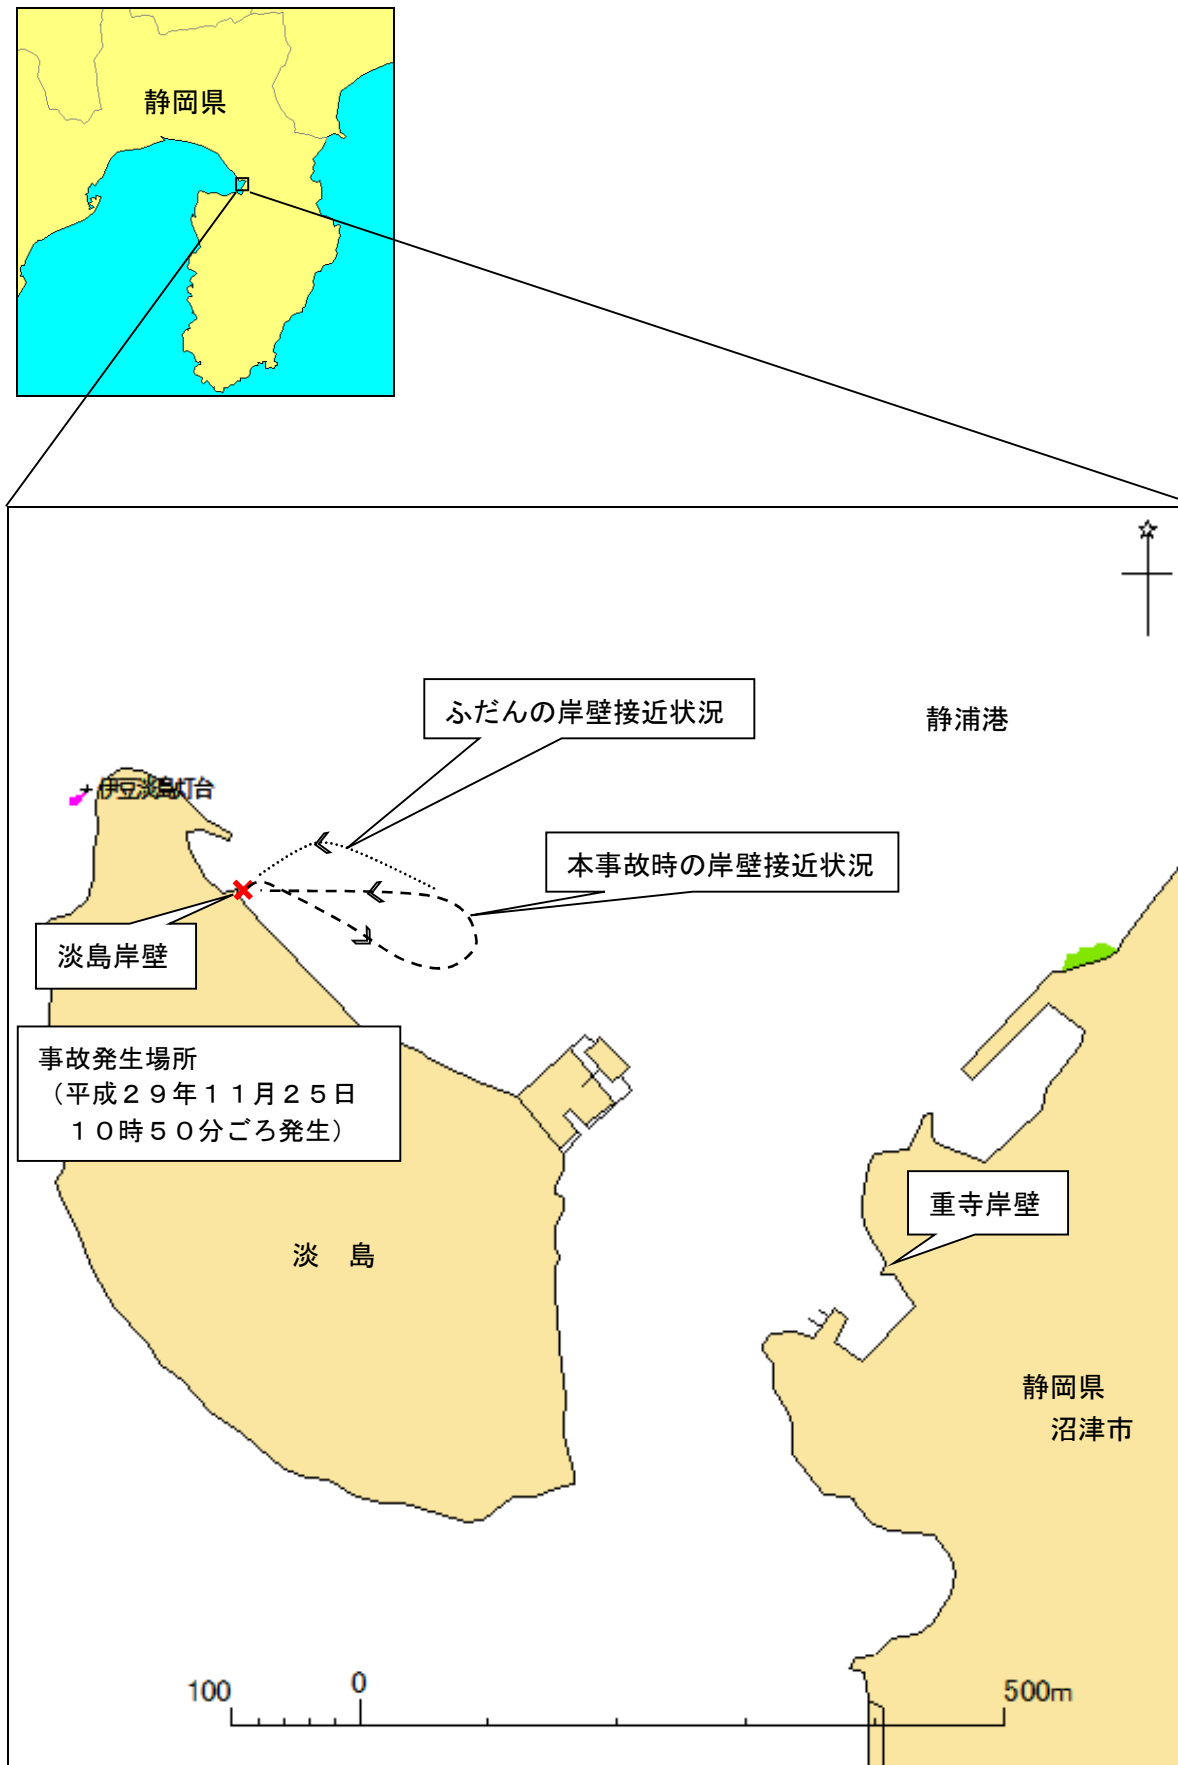 静岡県
ふだんの岸壁接近状況
静浦港
伊豆淡島灯台
本事故時の岸壁接近状況
淡島岸壁
事故発生場所
（平成２９年１１月２５日
１０時５０分ごろ発生）
重寺岸壁
淡　島
静岡県
沼津市
100 0 500m